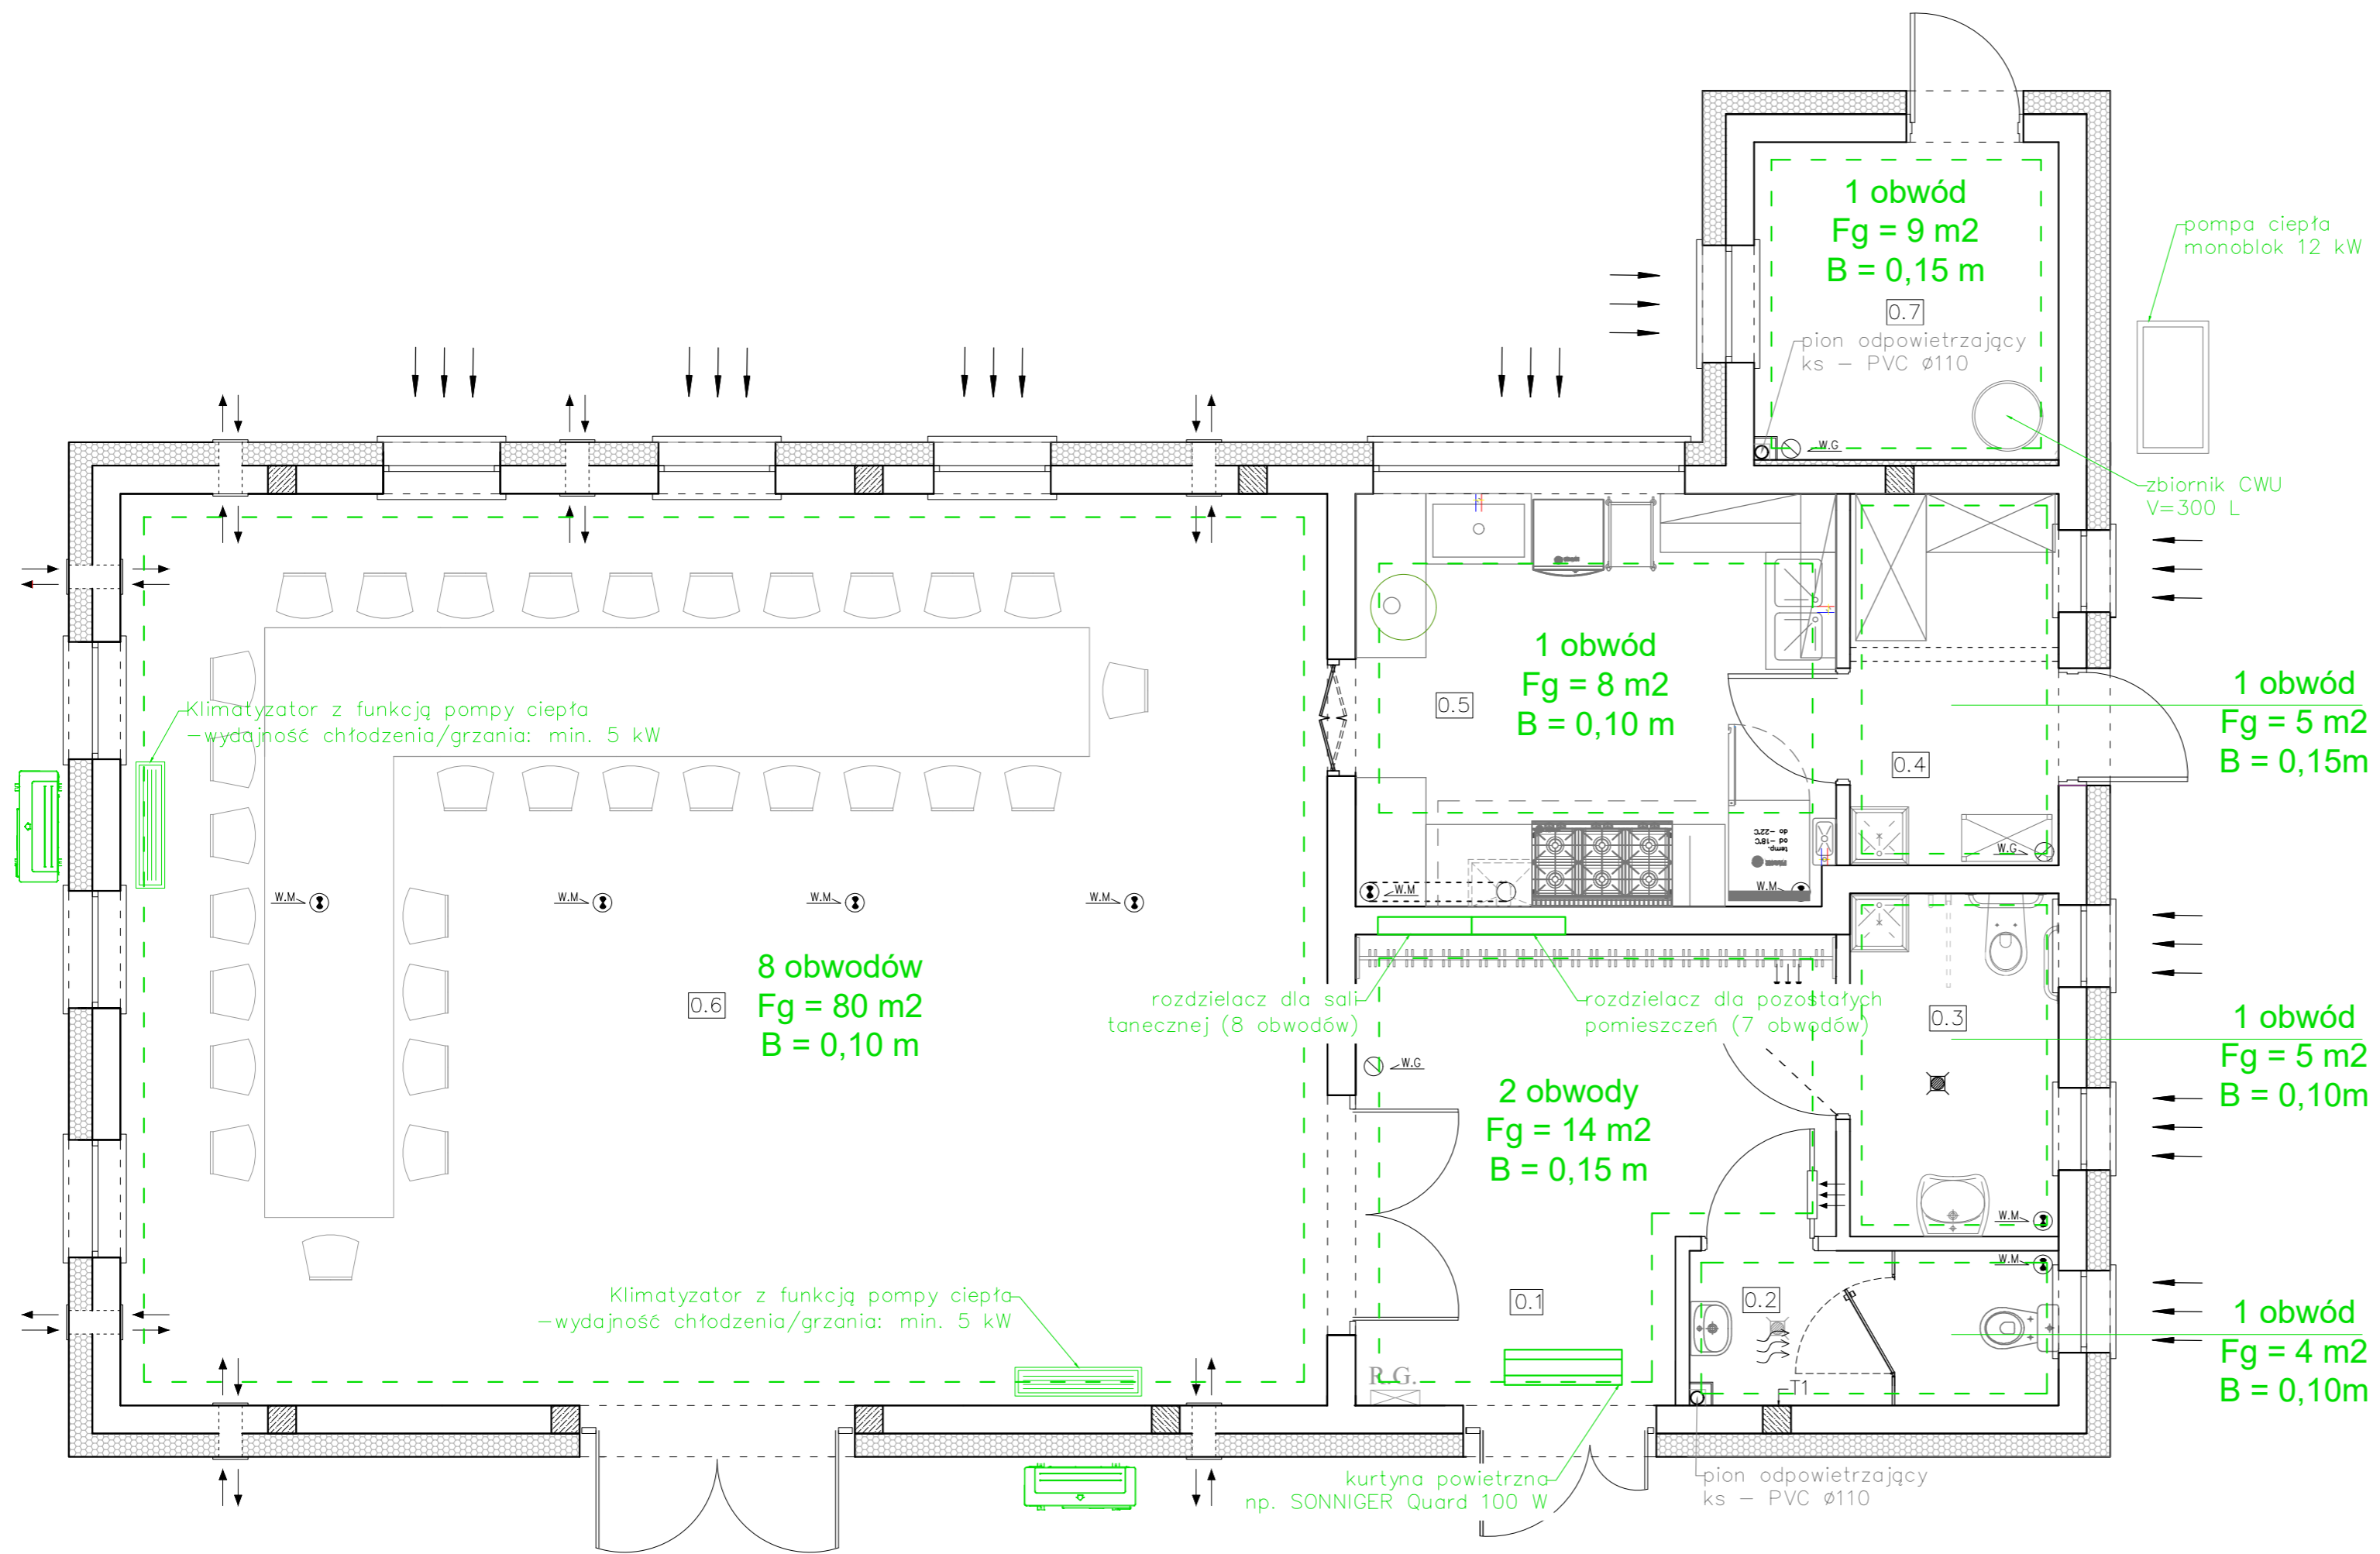 1 obwód
Fg = 9 m2
B = 0,15 m
0.7
pion odpowietrzający
ks – PVC ø110
W.G
pompa ciepła
monoblok 12 kW
zbiornik CWU
V=300 L
1 obwód
Fg = 8 m2
B = 0,10 m
0.5
1 obwód
Fg = 5 m2
B = 0,15m
0.4
W.G
temp.
od -18°C
do -22°C
W.M
W.M
Klimatyzator z funkcją pompy ciepła
–wydajność chłodzenia/grzania: min. 5 kW
W.M
W.M
W.M
W.M
8 obwodów
Fg = 80 m2
B = 0,10 m
0.6
rozdzielacz dla sali
tanecznej (8 obwodów)
rozdzielacz dla pozostałych
pomieszczeń (7 obwodów)
W.G
2 obwody
Fg = 14 m2
B = 0,15 m
0.3
1 obwód
Fg = 5 m2
B = 0,10m
W.M
W.M
Klimatyzator z funkcją pompy ciepła
–wydajność chłodzenia/grzania: min. 5 kW
0.1
0.2
1 obwód
Fg = 4 m2
B = 0,10m
R.G.
T1
kurtyna powietrzna
np. SONNIGER Quard 100 W
pion odpowietrzający
ks – PVC ø110